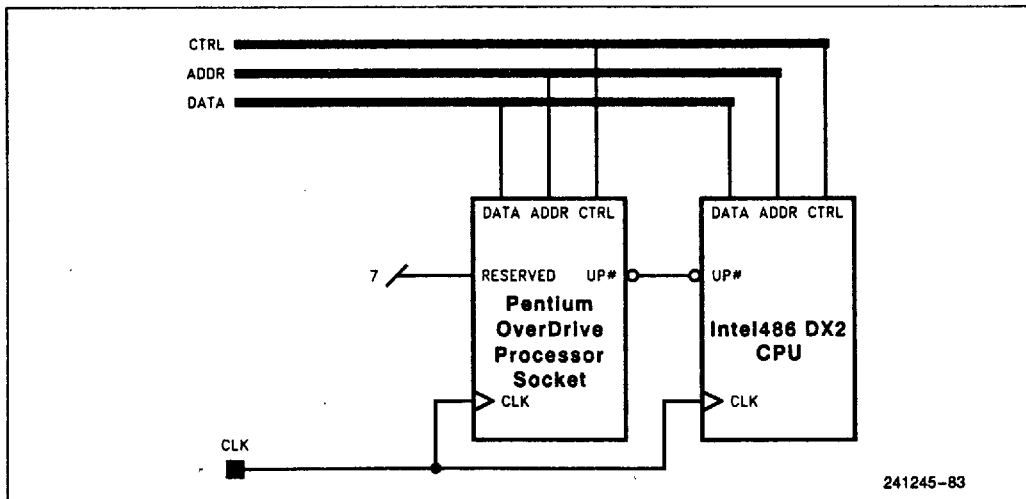 CTRL
ADDR
DATA
DATA ADDR CTRL
DATA ADDR CTRL
7
RESERVED
UP#
UP#
Pentium
OverDrive
Processor
Socket
Intel486 DX2
CPU
CLK
CLK
CLK
241245-83